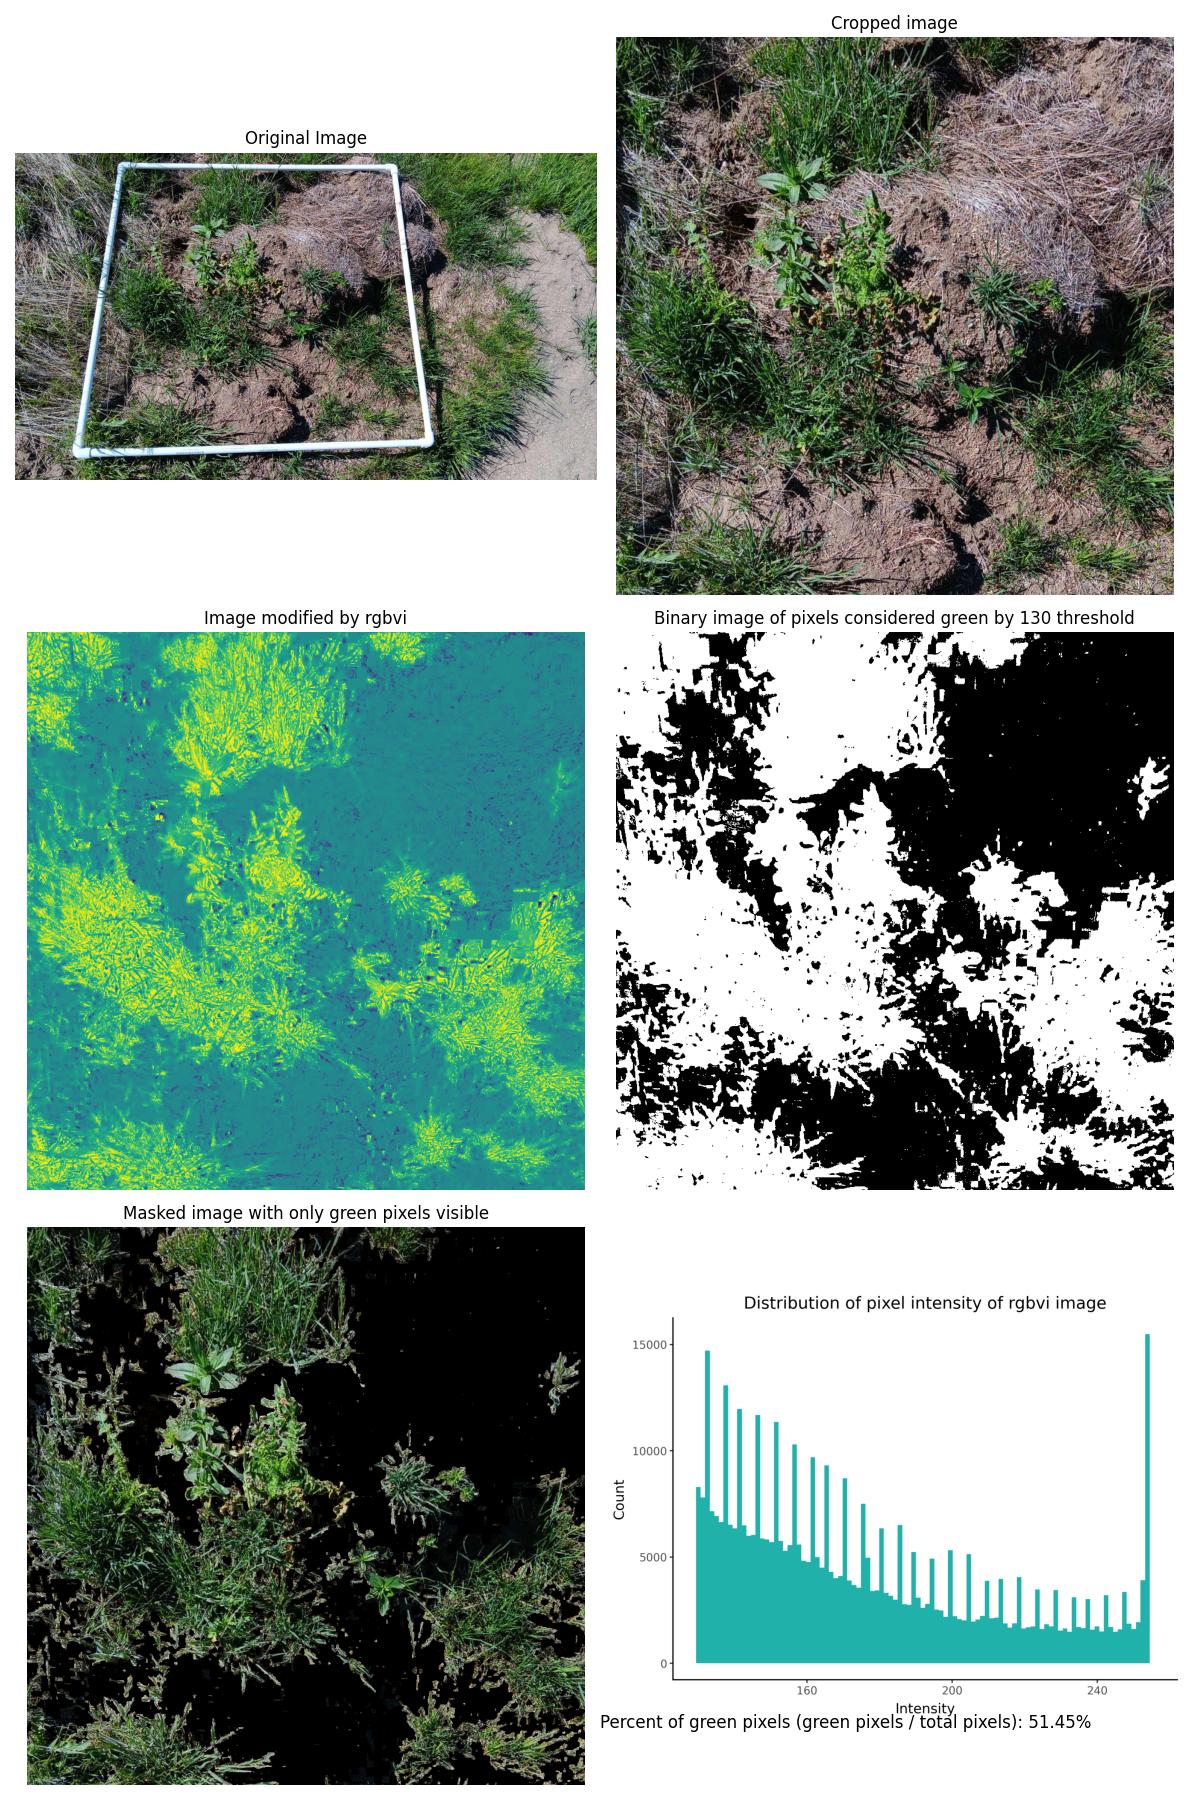 Cropped image
Original Image
Image modified by rgbvi
Binary image of pixels considered green by 130 threshold
Masked image with only green pixels visible
Distribution of pixel intensity of rgbvi image
15000
10000
5000
0
Count
160
200
240
Intensity
Percent of green pixels (green pixels / total pixels): 51.45%